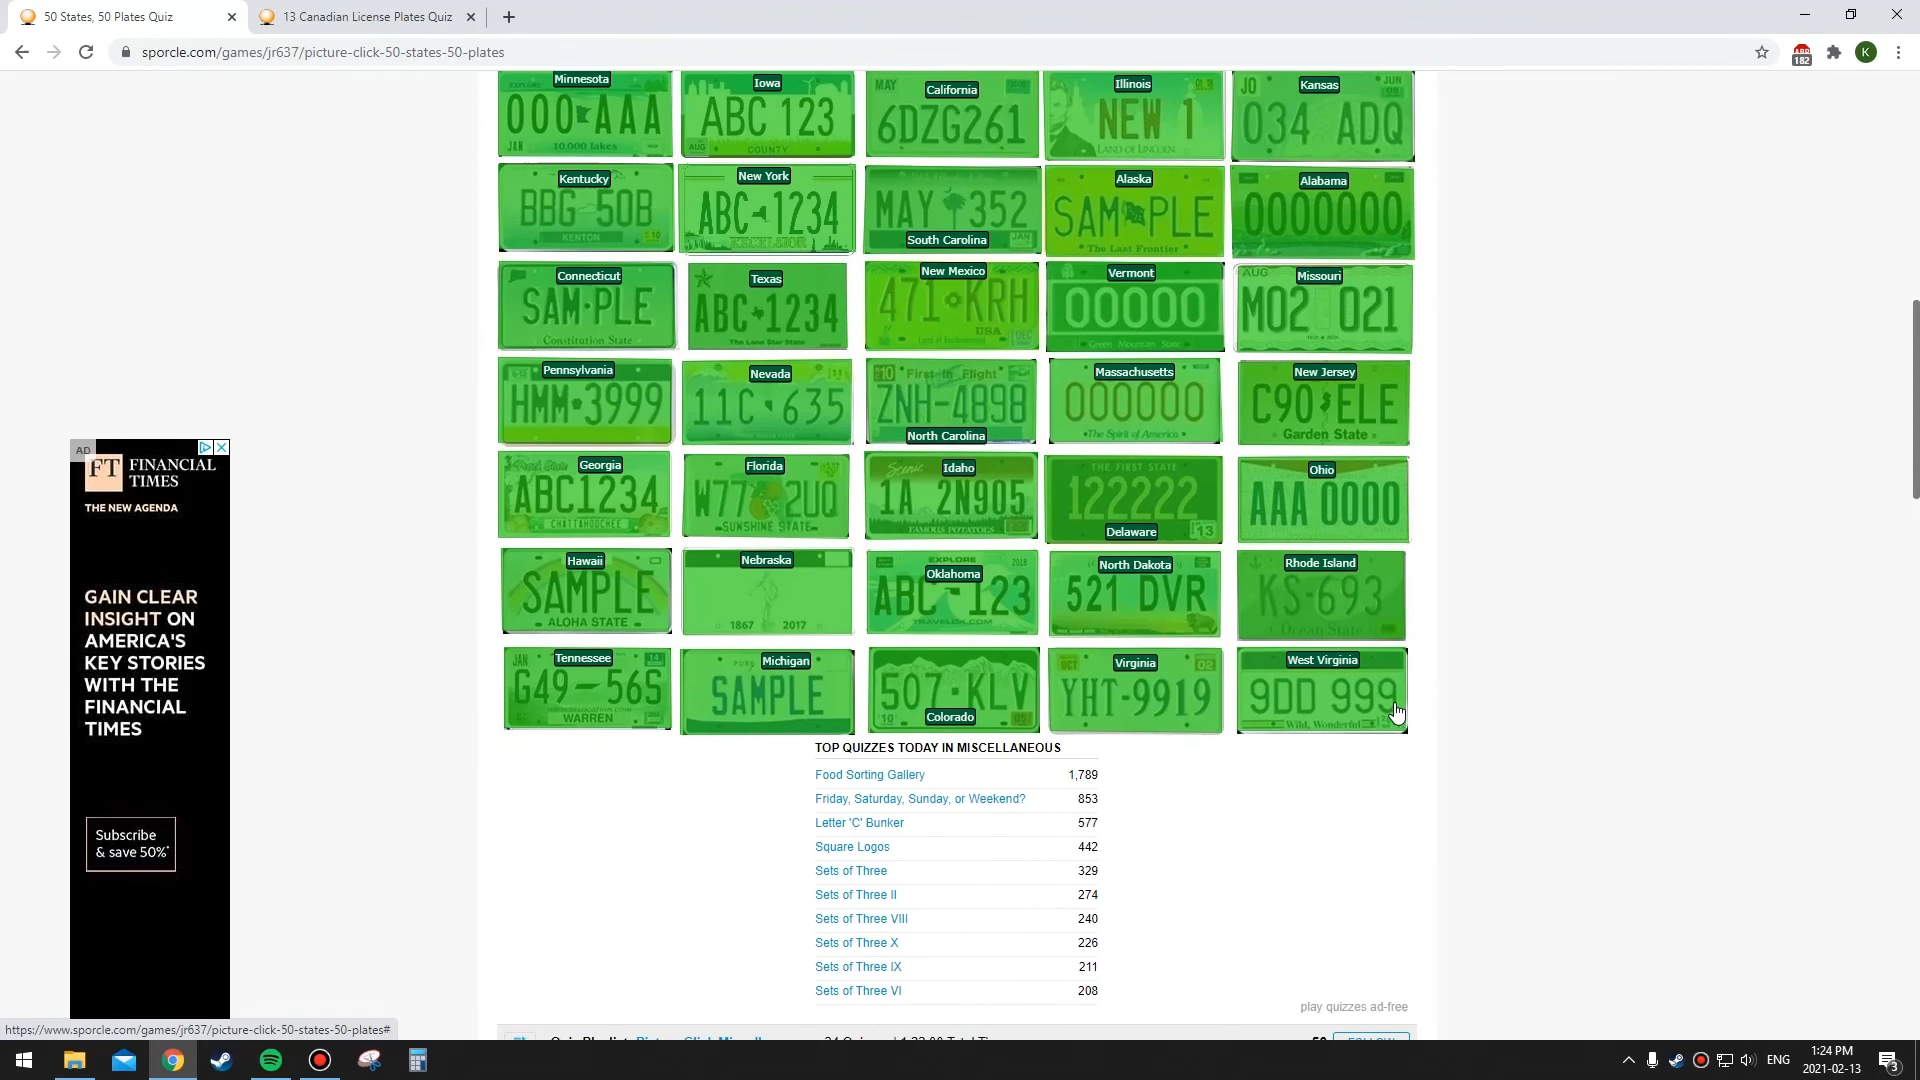 50 States, 50 Plates Quiz
13 Canadian License Plates Quiz
sporcle.com/games/jr637/picture-click-50-states-50-plates
182
K
Minnesota
000 AAA
JAN 10,000 lakes
Iowa
ABC 123
AUG COUNTY
MAY California
6DZG261
Illinois
NEW 1
LAND OF LINCOLN
JO Kansas JUN
034 ADQ
Kentucky
BBG 50B
KENTON
New York
ABC 1234
EXCELSIOR
MAY 352
South Carolina JAN
Alaska
SAM PLE
The Last Frontier
Alabama
0000000
Connecticut
SAM·PLE
Constitution State
Texas
ABC 1234
The Lone Star State
New Mexico
471 KRH
USA
Land of Enchantment DEC
Vermont
00000
Green Mountain State
AUG Missouri
M02 021
Pennsylvania
HMM 3999
Nevada 11
11C 635
10 First in Flight
ZNH-4898
North Carolina
Massachusetts
000000
The Spirit of America
New Jersey
C90 ELE
Garden State
Georgia
ABC1234
CHATTAHOOCHEE
Florida
W77 2UQ
SUNSHINE STATE
Scenic Idaho
1A 2N905
FAMOUS POTATOES
THE FIRST STATE
122222
Delaware 13
Ohio
AAA 0000
Hawaii
SAMPLE
ALOHA STATE
Nebraska
1867 2017
EXPLORE 2018
Oklahoma
ABC 123
TRAVELOK.COM
North Dakota
521 DVR
Rhode Island
KS-693
Ocean State
JAN Tennessee 14
G49 56S
WARREN
PURE Michigan
SAMPLE
507·KLV
10 Colorado 05
OCT Virginia 02
YHT-9919
West Virginia
9DD 999
Wild, Wonderful
AD
FT FINANCIAL
TIMES
THE NEW AGENDA
GAIN CLEAR
INSIGHT ON
AMERICA'S
KEY STORIES
WITH THE
FINANCIAL
TIMES
Subscribe
& save 50%*
TOP QUIZZES TODAY IN MISCELLANEOUS
Food Sorting Gallery 1,789
Friday, Saturday, Sunday, or Weekend? 853
Letter 'C' Bunker 577
Square Logos 442
Sets of Three 329
Sets of Three II 274
Sets of Three VIII 240
Sets of Three X 226
Sets of Three IX 211
Sets of Three VI 208
play quizzes ad-free
https://www.sporcle.com/games/jr637/picture-click-50-states-50-plates#
ENG
1:24 PM
2021-02-13
3